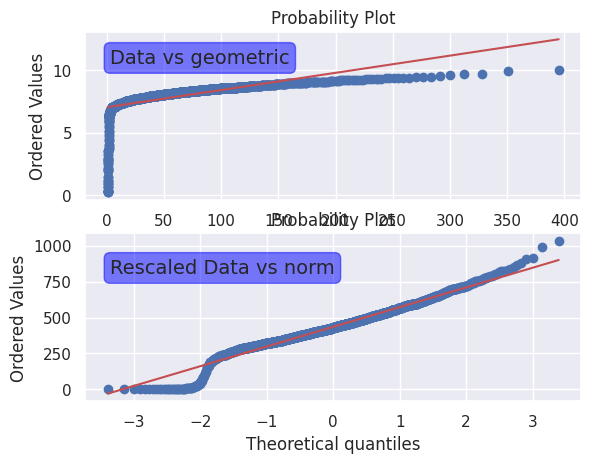 Probability Plot
Data vs geometric
Ordered Values
10
5
0
0 50 100 150 200 250 300 350 400
Probability Plot
Rescaled Data vs norm
Ordered Values
1000
750
500
250
0
−3 −2 −1 0 1 2 3
Theoretical quantiles